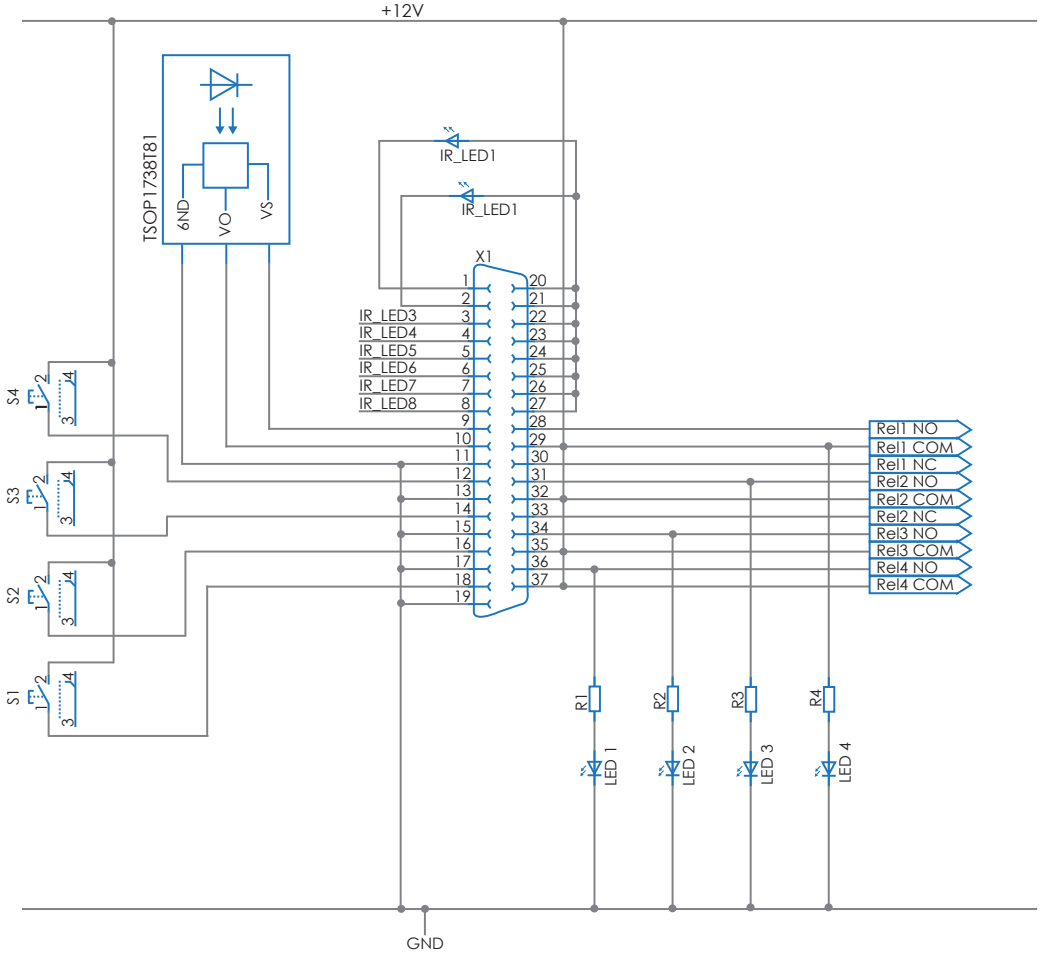 +12V
TSOP1738T81
6ND
VO
VS
IR_LED1
IR_LED1
X1
1
2
3
4
5
6
7
8
9
10
11
12
13
14
15
16
17
18
19
20
21
22
23
24
25
26
27
28
29
30
31
32
33
34
35
36
37
IR_LED3
IR_LED4
IR_LED5
IR_LED6
IR_LED7
IR_LED8
Rel1 NO
Rel1 COM
Rel1 NC
Rel2 NO
Rel2 COM
Rel2 NC
Rel3 NO
Rel3 COM
Rel4 NO
Rel4 COM
S4
1
2
3
4
S3
1
2
3
4
S2
1
2
3
4
S1
1
2
3
4
R1
R2
R3
R4
LED 1
LED 2
LED 3
LED 4
GND